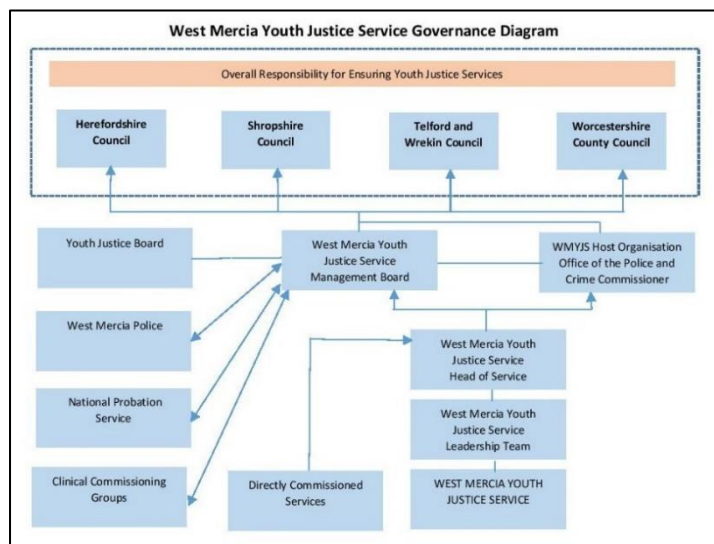 West Mercia Youth Justice Service Governance Diagram
Overall Responsibility for Ensuring Youth Justice Services
Herefordshire
Council
Shropshire
Council
Telford and
Wrekin Council
Worcestershire
County Council
Youth Justice Board
West Mercia Youth
Justice Service
Management Board
WMYJS Host Organisation
Office of the Police and
Crime Commissioner
West Mercia Police
West Mercia Youth
Justice Service
Head of Service
National Probation
Service
West Mercia Youth
Justice Service
Leadership Team
Clinical Commissioning
Groups
Directly Commissioned
Services
WEST MERCIA YOUTH
JUSTICE SERVICE